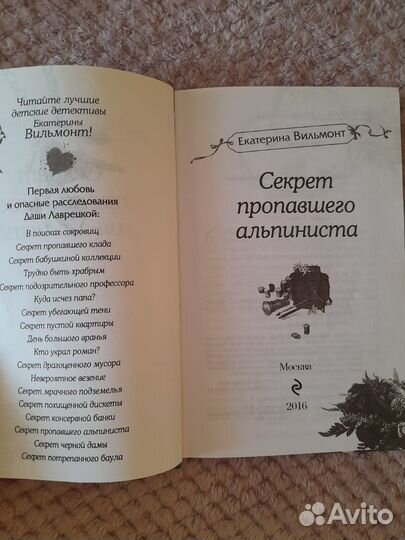 Читайте лучшие
детские детективы
Екатерины
Вильмонт!
Первая любовь
и опасные расследования
Даши Лаврецкой:
В поисках сокровищ
Секрет пропавшего клада
Секрет бабушкиной коллекции
Трудно быть храбрым
Секрет подозрительного профессора
Куда исчез папа?
Секрет убегающей тени
Секрет пустой квартиры
День большого вранья
Кто украл роман?
Секрет драгоценного мусора
Невероятное везение
Секрет мрачного подземелья
Секрет похищенной дискеты
Секрет консервной банки
Секрет пропавшего альпиниста
Секрет черной дамы
Секрет потрепанного баула
Екатерина Вильмонт
Секрет
пропавшего
альпиниста
Москва
2016
Avito